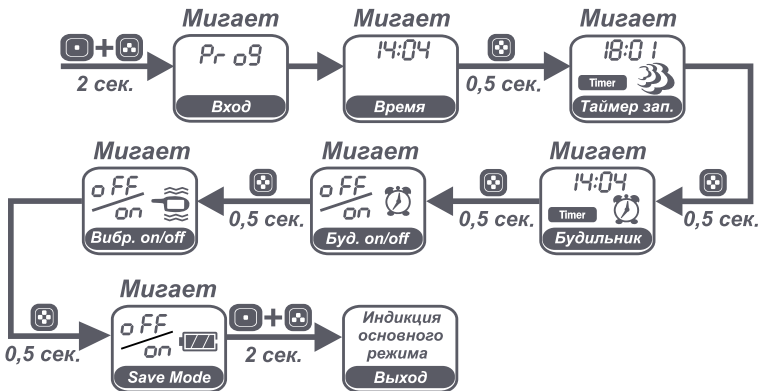 Мигает
Мигает
Мигает
+
Pr og
14:04
18:01
Timer
2 сек.
0,5 сек.
Вход
Время
Таймер зап.
Мигает
Мигает
Мигает
oFF
on
oFF
on
14:04
Timer
0,5 сек.
0,5 сек.
0,5 сек.
Вибр. on/off
Буд. on/off
Будильник
Мигает
oFF
on
+
Индикция
основного
режима
0,5 сек.
2 сек.
Save Mode
Выход